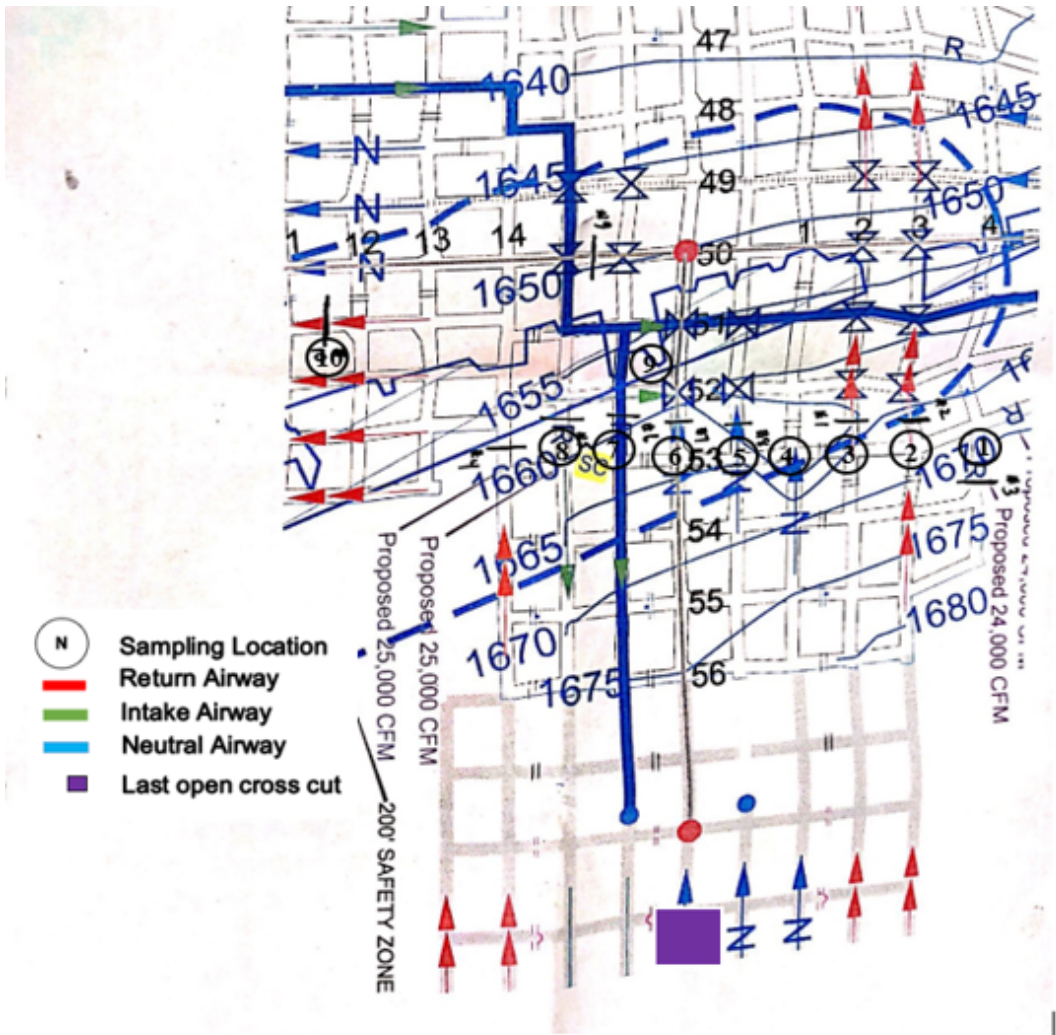 47
R
1640
48
1645
N
1645
49
1650
N
1 12 13 14 50 1 2 3 4
N
1650
51
9
1655
52
#2
#1
8 7 6 53 5 4 3 2 1
1660
#3
54
N
1665
1675
55
1680
1670
56
1675
Proposed 25,000 CFM
Proposed 25,000 CFM
Proposed 24,000 CFM
200' SAFETY ZONE
N Sampling Location
Return Airway
Intake Airway
Neutral Airway
Last open cross cut
N N